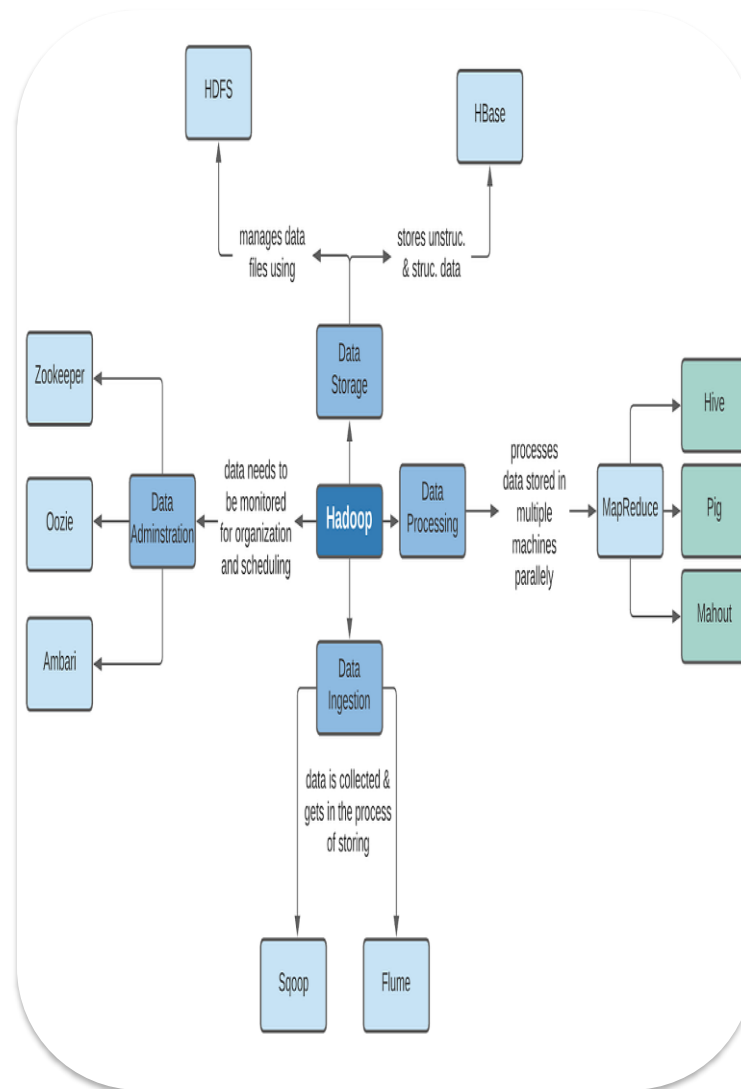 HDFS
HBase
manages data
files using
stores unstruc.
& struc. data
Data
Storage
Zookeeper
Oozie
Ambari
Data
Adminstration
data needs to
be monitored
for organization
and scheduling
Hadoop
Data
Processing
processes
data stored in
multiple
machines
parallely
MapReduce
Hive
Pig
Mahout
Data
Ingestion
data is collected &
gets in the process
of storing
Sqoop
Flume